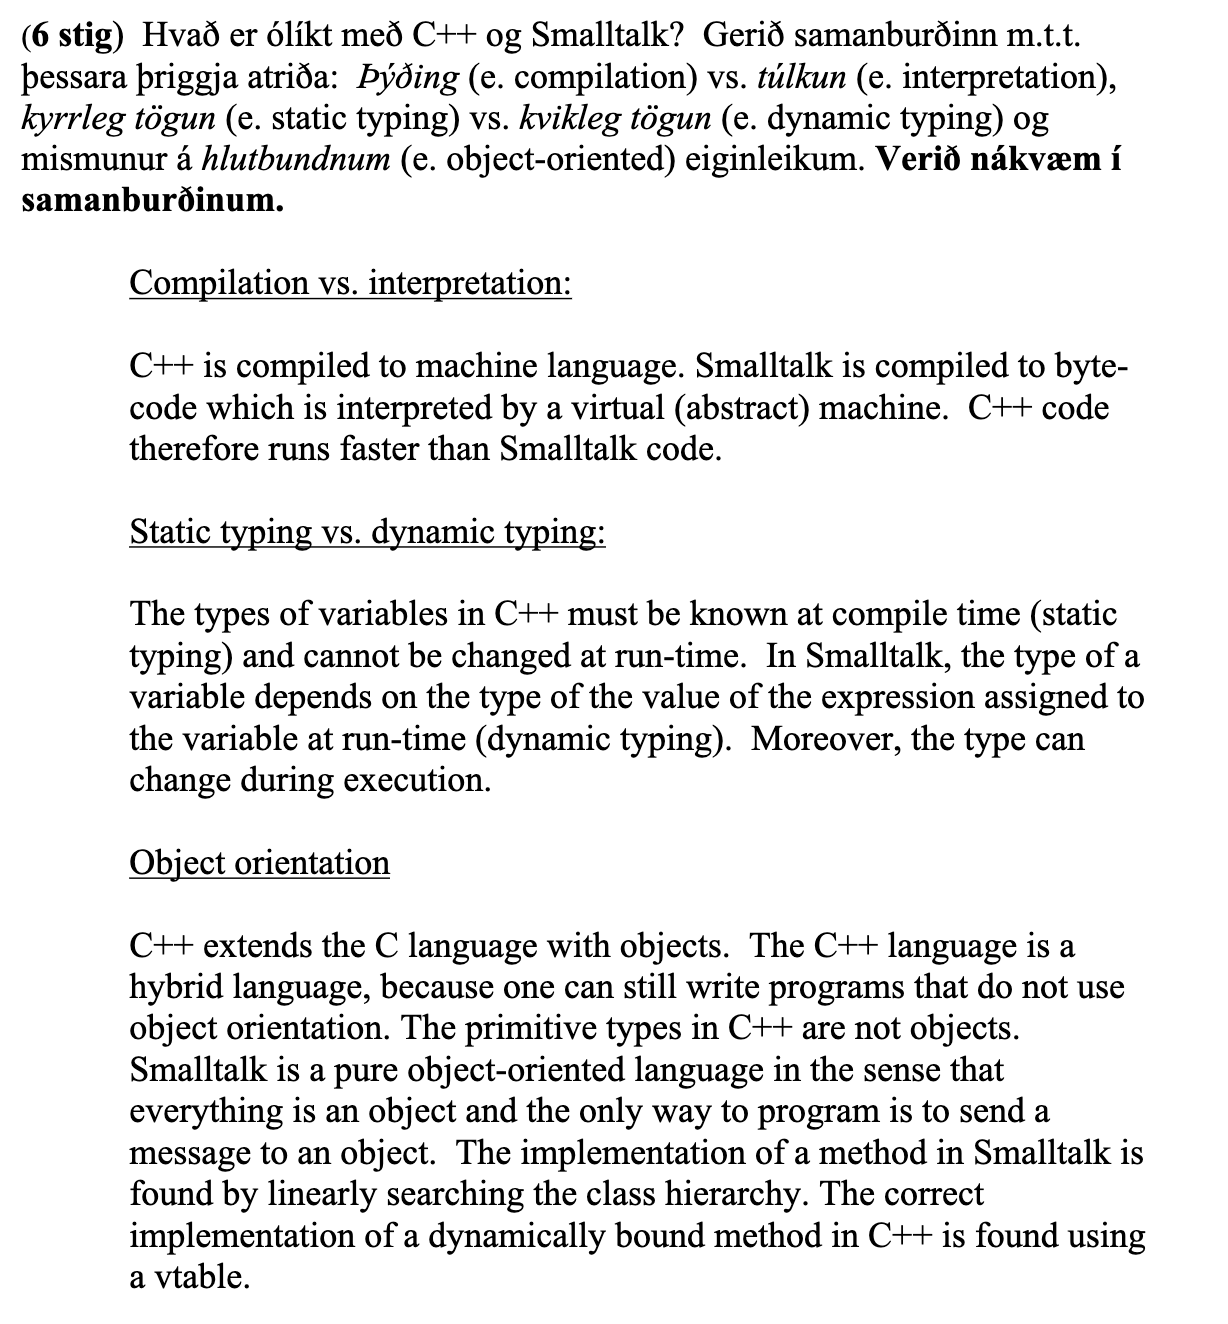 (6 stig)  Hvað er ólíkt með C++ og Smalltalk?  Gerið samanburðinn m.t.t.
þessara þriggja atriða:  Þýðing (e. compilation) vs. túlkun (e. interpretation),
kyrrleg tögun (e. static typing) vs. kvikleg tögun (e. dynamic typing) og
mismunur á hlutbundnum (e. object-oriented) eiginleikum. Verið nákvæm í
samanburðinum.
Compilation vs. interpretation:
C++ is compiled to machine language. Smalltalk is compiled to byte-
code which is interpreted by a virtual (abstract) machine.  C++ code
therefore runs faster than Smalltalk code.
Static typing vs. dynamic typing:
The types of variables in C++ must be known at compile time (static
typing) and cannot be changed at run-time.  In Smalltalk, the type of a
variable depends on the type of the value of the expression assigned to
the variable at run-time (dynamic typing).  Moreover, the type can
change during execution.
Object orientation
C++ extends the C language with objects.  The C++ language is a
hybrid language, because one can still write programs that do not use
object orientation. The primitive types in C++ are not objects.
Smalltalk is a pure object-oriented language in the sense that
everything is an object and the only way to program is to send a
message to an object.  The implementation of a method in Smalltalk is
found by linearly searching the class hierarchy. The correct
implementation of a dynamically bound method in C++ is found using
a vtable.